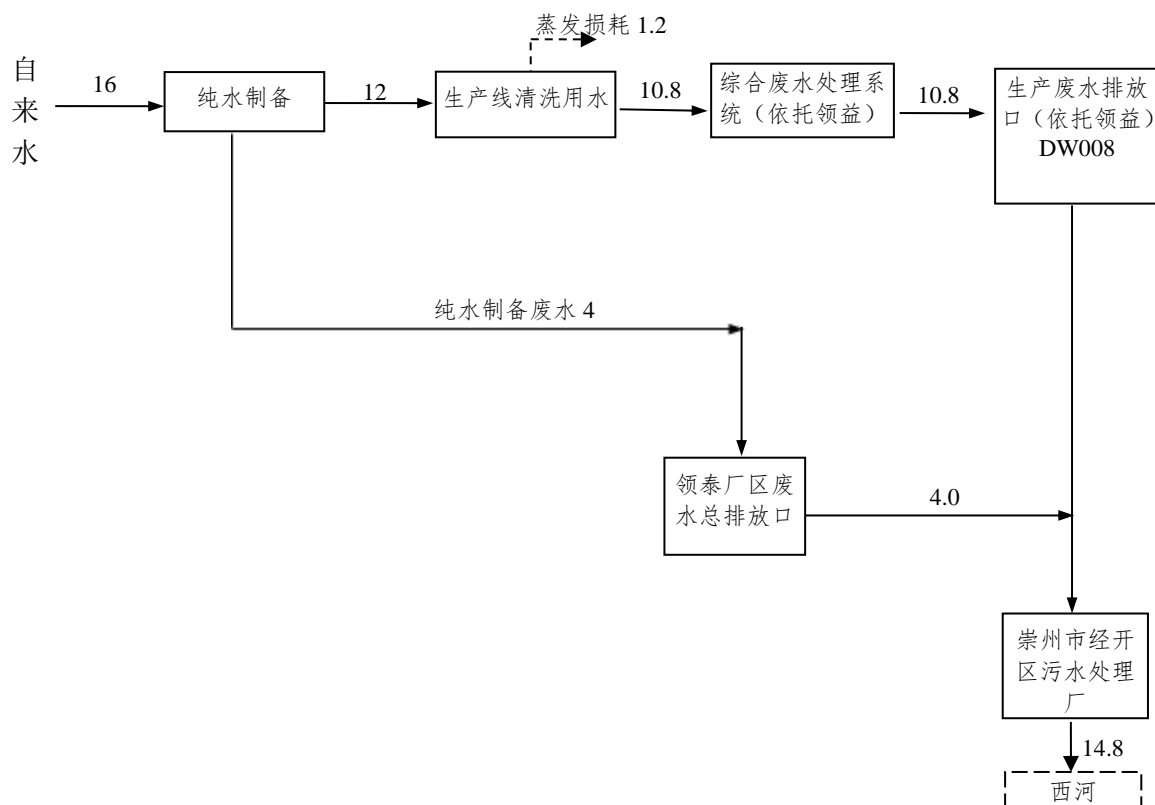 蒸发损耗 1.2
自
来
水
16
纯水制备
12
生产线清洗用水
10.8
综合废水处理系
统（依托领益）
10.8
生产废水排放
口（依托领益）
DW008
纯水制备废水 4
领泰厂区废
水总排放口
4.0
崇州市经开
区污水处理
厂
14.8
西河